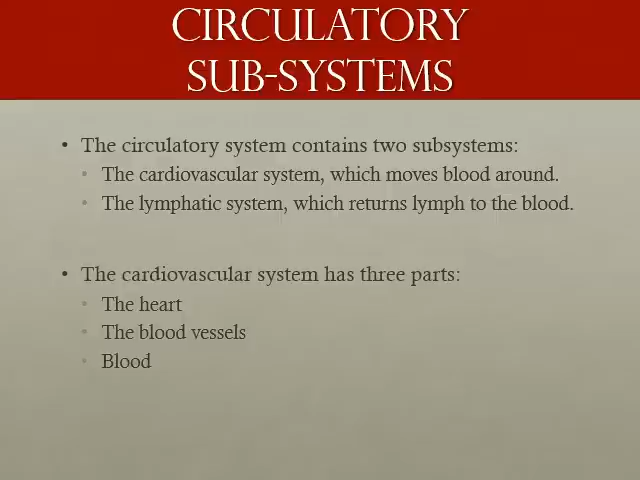 CIRCULATORY
SUB-SYSTEMS
• The circulatory system contains two subsystems:
• The cardiovascular system, which moves blood around.
• The lymphatic system, which returns lymph to the blood.
• The cardiovascular system has three parts:
• The heart
• The blood vessels
• Blood